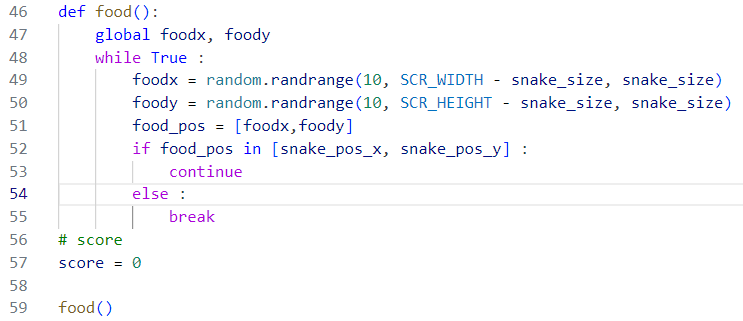 46 def food():
47     global foodx, foody
48     while True :
49         foodx = random.randrange(10, SCR_WIDTH - snake_size, snake_size)
50         foody = random.randrange(10, SCR_HEIGHT - snake_size, snake_size)
51         food_pos = [foodx,foody]
52         if food_pos in [snake_pos_x, snake_pos_y] :
53             continue
54         else :
55             break
56 # score
57 score = 0
58
59 food()